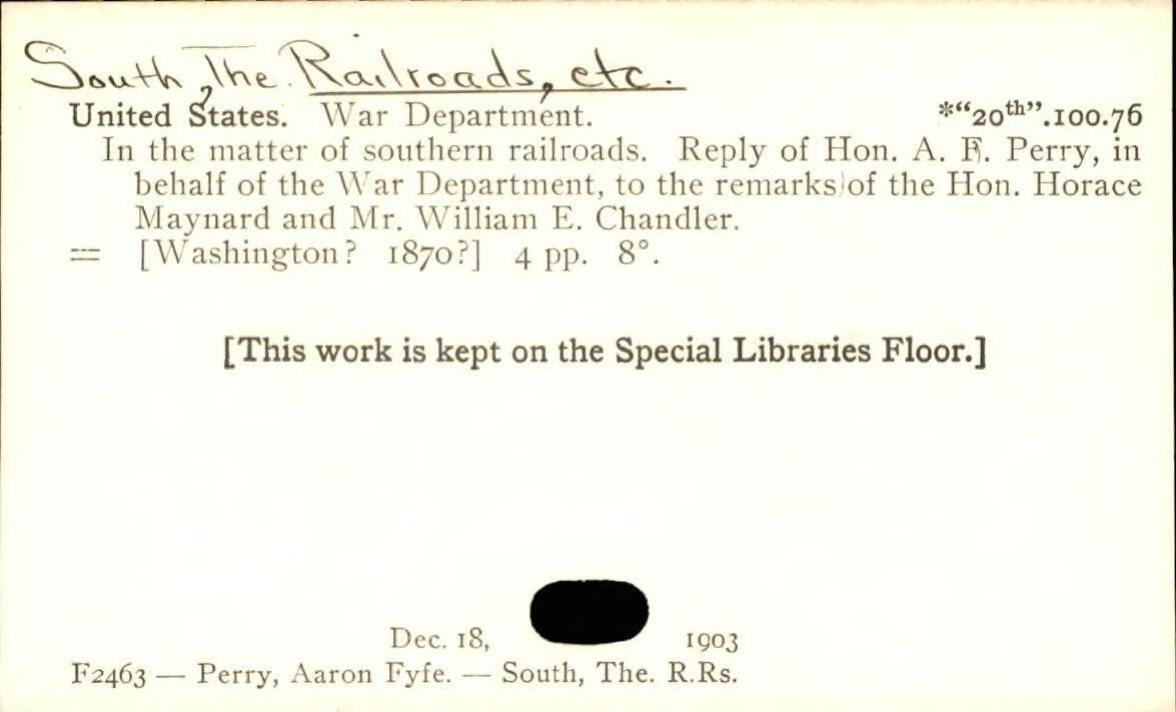 South, The. Railroads, etc.
United States. War Department. *“20th”.100.76
In the matter of southern railroads. Reply of Hon. A. F. Perry, in
behalf of the War Department, to the remarks of the Hon. Horace
Maynard and Mr. William E. Chandler.
= [Washington? 1870?] 4 pp. 8°.
[This work is kept on the Special Libraries Floor.]
Dec. 18, 1903
F2463 — Perry, Aaron Fyfe. — South, The. R.Rs.